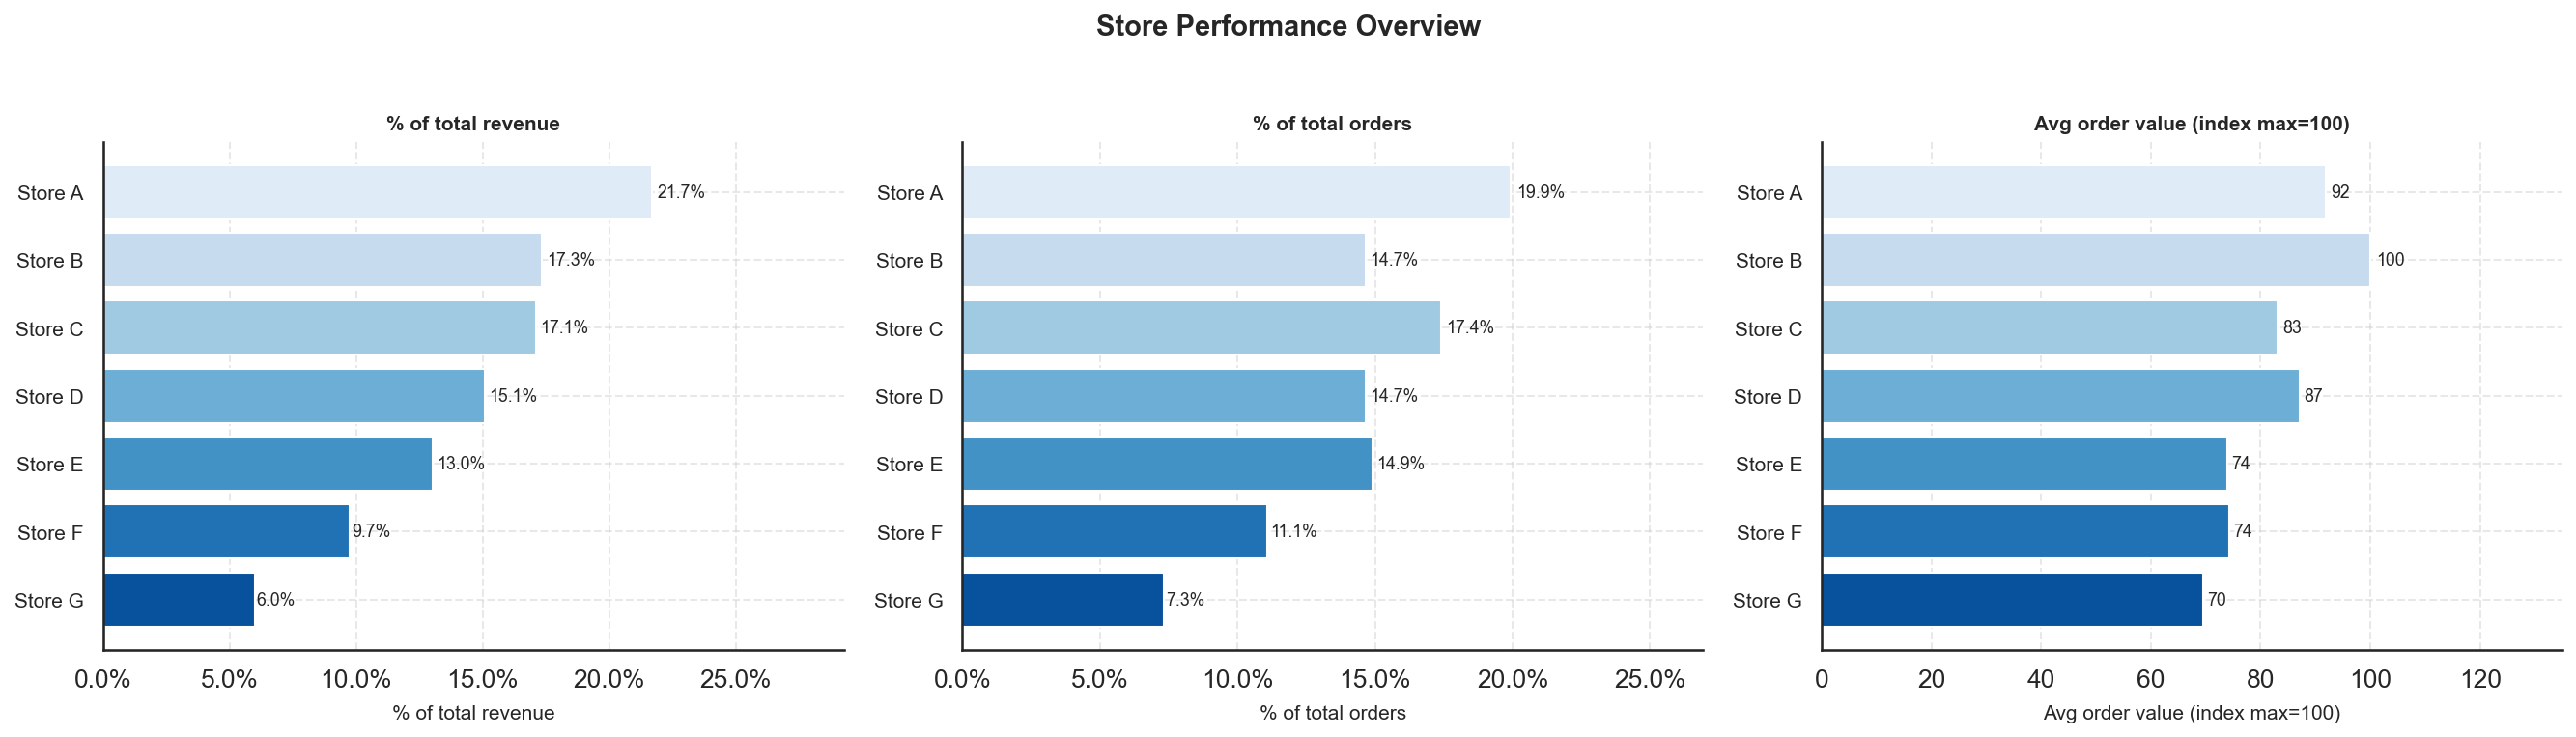 Store Performance Overview
% of total revenue
Store A
21.7%
Store B
17.3%
Store C
17.1%
Store D
15.1%
Store E
13.0%
Store F
9.7%
Store G
6.0%
0.0% 5.0% 10.0% 15.0% 20.0% 25.0%
% of total revenue
% of total orders
Store A
19.9%
Store B
14.7%
Store C
17.4%
Store D
14.7%
Store E
14.9%
Store F
11.1%
Store G
7.3%
0.0% 5.0% 10.0% 15.0% 20.0% 25.0%
% of total orders
Avg order value (index max=100)
Store A
92
Store B
100
Store C
83
Store D
87
Store E
74
Store F
74
Store G
70
0 20 40 60 80 100 120
Avg order value (index max=100)